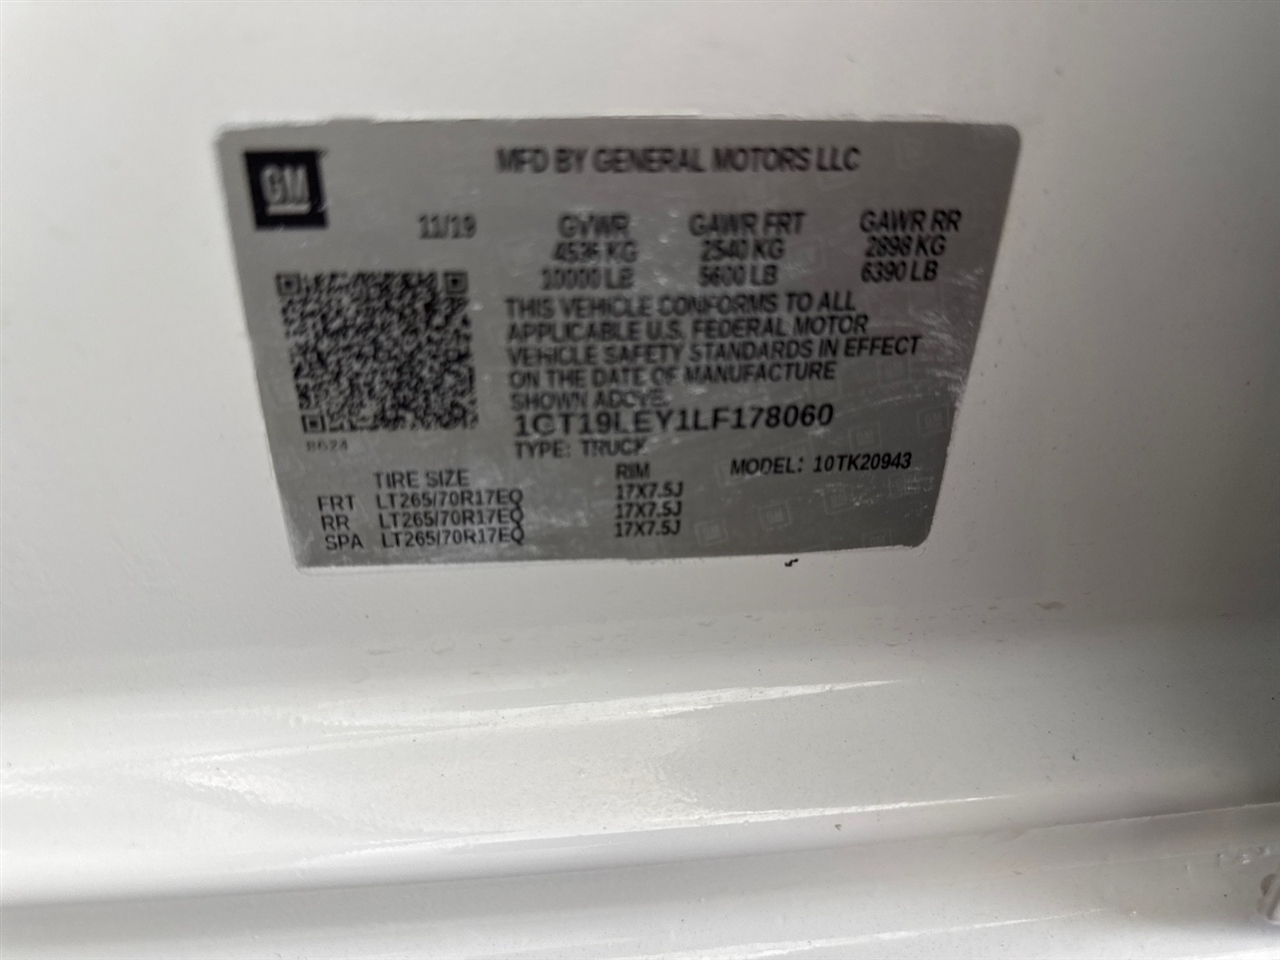 GM
MFD BY GENERAL MOTORS LLC
11/19 GVWR GAWR FRT GAWR RR
4536 KG 2540 KG 2898 KG
10000 LB 5600 LB 6390 LB
THIS VEHICLE CONFORMS TO ALL
APPLICABLE U.S. FEDERAL MOTOR
VEHICLE SAFETY STANDARDS IN EFFECT
ON THE DATE OF MANUFACTURE
SHOWN ABOVE.
1GT19LEY1LF178060
TYPE: TRUCK MODEL: 10TK20943
TIRE SIZE RIM
FRT LT265/70R17EQ 17X7.5J
RR LT265/70R17EQ 17X7.5J
SPA LT265/70R17EQ 17X7.5J